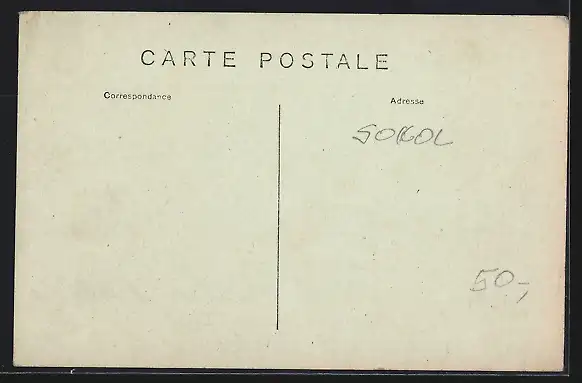 CARTE POSTALE
Correspondance
Adresse
SOKOL
50,-